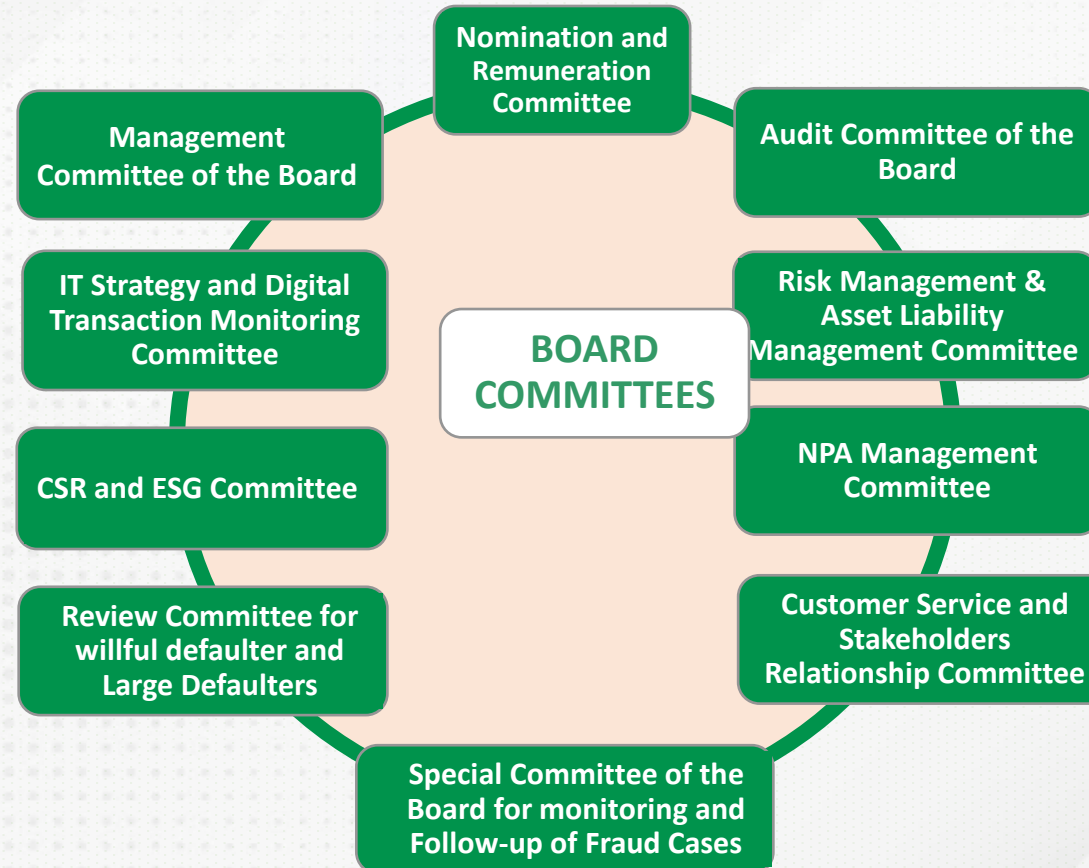 Nomination and
Remuneration
Committee
Management
Committee of the Board
Audit Committee of the
Board
IT Strategy and Digital
Transaction Monitoring
Committee
Risk Management &
Asset Liability
Management Committee
BOARD
COMMITTEES
CSR and ESG Committee
NPA Management
Committee
Review Committee for
willful defaulter and
Large Defaulters
Customer Service and
Stakeholders
Relationship Committee
Special Committee of the
Board for monitoring and
Follow-up of Fraud Cases